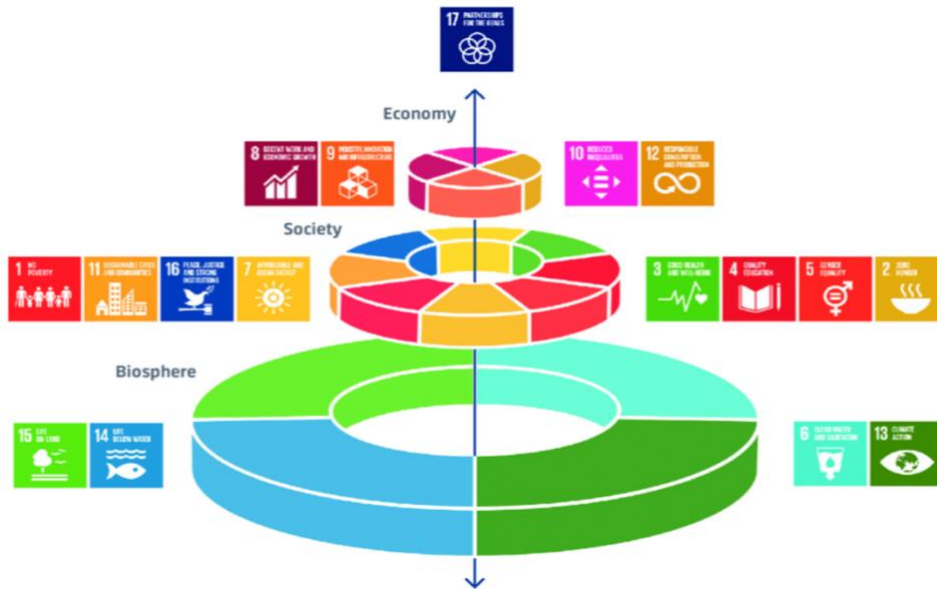 17 PARTNERSHIPS
FOR THE GOALS
Economy
8 DECENT WORK AND
ECONOMIC GROWTH
9 INDUSTRY, INNOVATION
AND INFRASTRUCTURE
10 REDUCED
INEQUALITIES
12 RESPONSIBLE
CONSUMPTION
AND PRODUCTION
Society
1 NO
POVERTY
11 SUSTAINABLE CITIES
AND COMMUNITIES
16 PEACE, JUSTICE
AND STRONG
INSTITUTIONS
7 AFFORDABLE AND
CLEAN ENERGY
3 GOOD HEALTH
AND WELL-BEING
4 QUALITY
EDUCATION
5 GENDER
EQUALITY
2 ZERO
HUNGER
Biosphere
15 LIFE
ON LAND
14 LIFE
BELOW WATER
6 CLEAN WATER
AND SANITATION
13 CLIMATE
ACTION